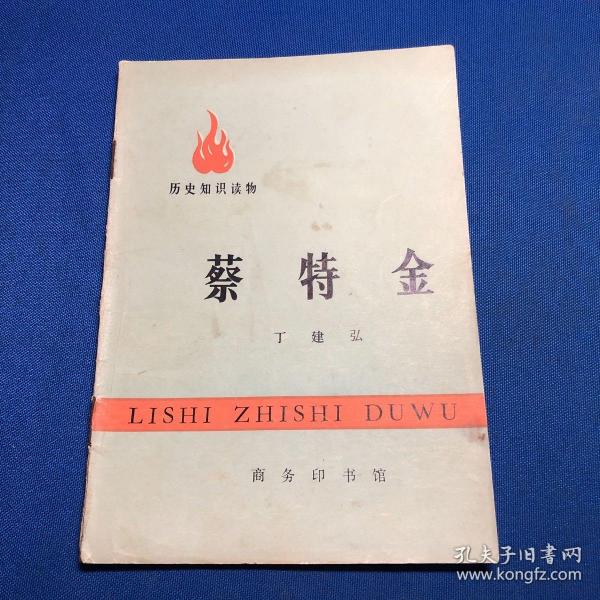 历史知识读物
蔡特金
丁建弘
LISHI ZHISHI DUWU
商务印书馆
孔夫子旧书网
www.kongfz.com